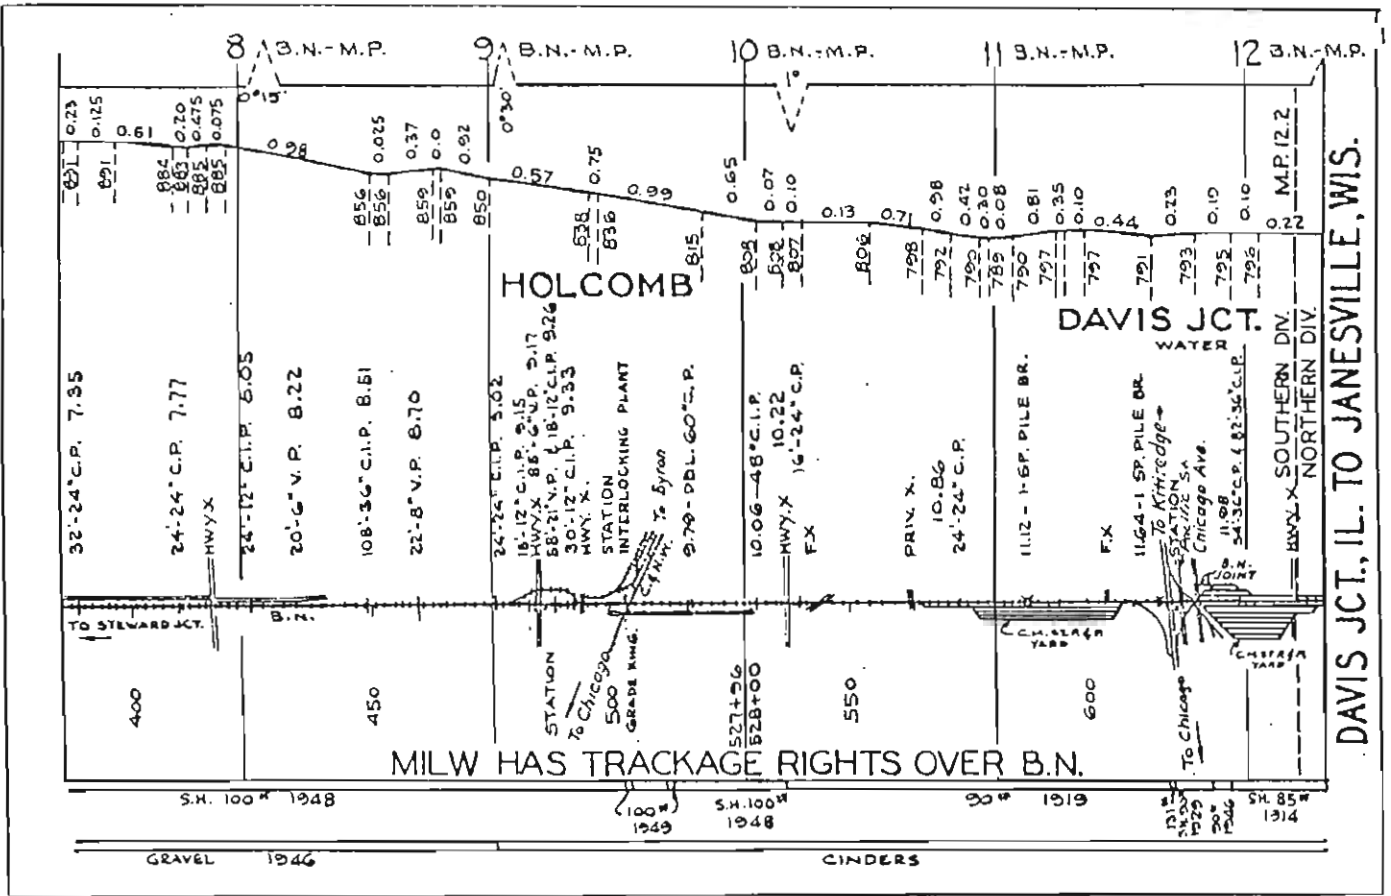 8 B.N.-M.P.
9 B.N.-M.P.
10 B.N.-M.P.
11 B.N.-M.P.
12 B.N.-M.P.
0°15'
0°30'
1°
0.23
0.125
0.61
0.20
0.475
0.075
0.98
0.025
0.37
0.0
0.92
0.57
0.75
0.99
0.65
0.07
0.10
0.13
0.71
0.98
0.42
0.30
0.08
0.81
0.35
0.10
0.44
0.23
0.19
0.10
0.22
M.P. 12.2
891
891
884
883
885
885
856
856
859
859
850
838
836
815
808
808
807
806
798
792
790
789
790
797
797
791
793
795
796
HOLCOMB
DAVIS JCT.
WATER
32'-24" C.P. 7.35
24'-24" C.P. 7.77
HWY X
24'-12" C.I.P. 8.05
20'-6" V.P. 8.22
108'-36" C.I.P. 8.51
22'-8" V.P. 8.70
24'-24" C.I.P. 9.02
18'-12" C.I.P. 9.15
HWY. X 85'-6" V.P. 9.17
58'-21" V.P. & 18'-12" C.I.P. 9.26
30'-12" C.I.P. 9.33
HWY. X.
STATION
INTERLOCKING PLANT
To Byron
C & N.W.
9.79-DBL.60" C.P.
10.06-48" C.I.P.
HWY. X
10.22
16'-24" C.P.
F.X
PRIV. X.
10.86
24'-24" C.P.
11.12-1-SP. PILE BR.
F.X
11.64-1 SP. PILE BR.
To Kittredge
STATION
Chicago Ave.
11.98
54'-36" C.P. & 82'-36" C.I.P.
HWY. X
SOUTHERN DIV.
NORTHERN DIV.
B.N.
JOINT
TO STEWARD JCT.
B.N.
C.M.ST.P.& P.
YARD
C.M.ST.P.& P.
YARD
400
450
STATION
To Chicago
500
GRADE XING.
527+96
528+00
550
600
To Chicago
MILW HAS TRACKAGE RIGHTS OVER B.N.
S.H. 100# 1948
100#
1949
S.H. 100#
1948
90# 1919
131#
S.H. 90#
1929
90#
1946
S.H. 85#
1314
GRAVEL 1946
CINDERS
DAVIS JCT., IL. TO JANESVILLE, WIS.